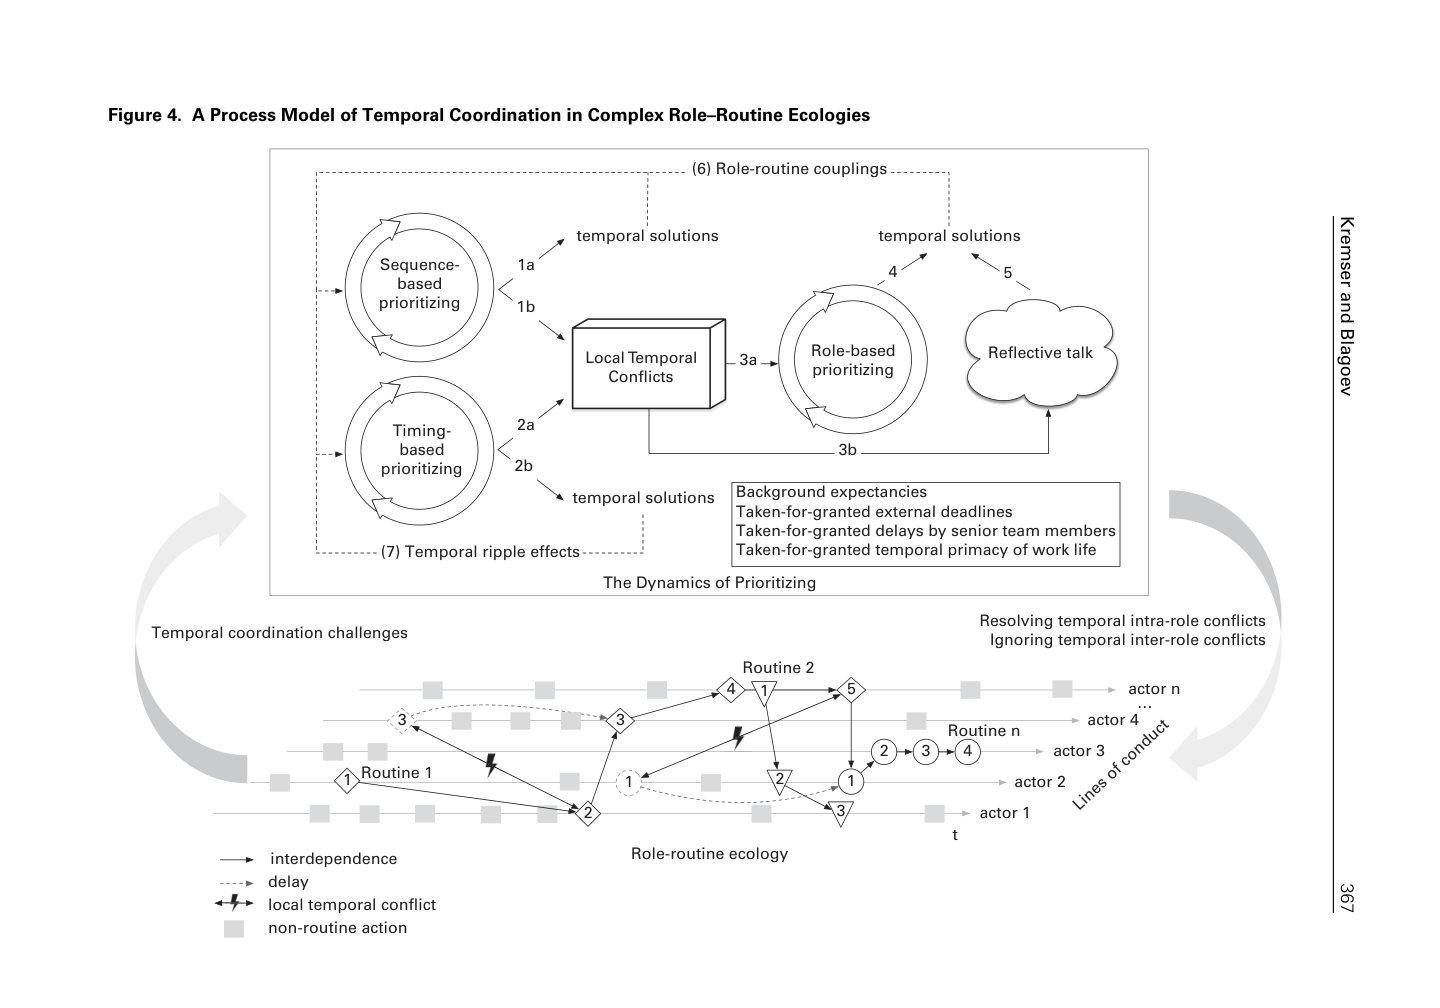 Figure 4. A Process Model of Temporal Coordination in Complex Role–Routine Ecologies
(6) Role-routine couplings
temporal solutions
temporal solutions
Sequence-
based
prioritizing
1a
1b
4
5
Local Temporal
Conflicts
3a
Role-based
prioritizing
Reflective talk
Timing-
based
prioritizing
2a
2b
3b
temporal solutions
(7) Temporal ripple effects
Background expectancies
Taken-for-granted external deadlines
Taken-for-granted delays by senior team members
Taken-for-granted temporal primacy of work life
The Dynamics of Prioritizing
Temporal coordination challenges
Resolving temporal intra-role conflicts
Ignoring temporal inter-role conflicts
Routine 2
4
1
5
actor n
...
3
3
actor 4
Routine n
2
3
4
actor 3
1
Routine 1
1
2
1
actor 2
2
3
actor 1
Lines of conduct
t
Role-routine ecology
interdependence
delay
local temporal conflict
non-routine action
Kremser and Blagoev
367